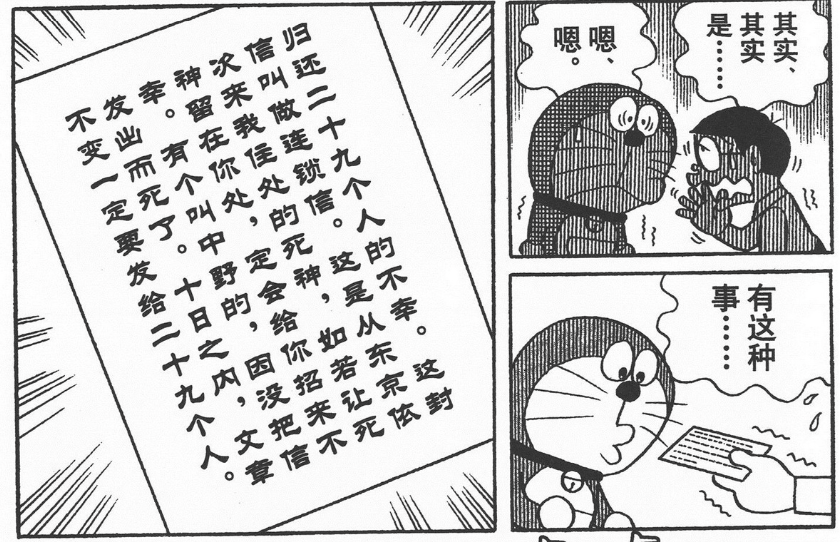 其实、
其实
是……
嗯、
嗯。
有这种
事……
归还二十九个人的不幸。这封
信叫做连锁信。这是从东京依
次来我住处的死神，如若让死
神留在你处，定会给你招来不
幸。有个叫中野的，因没把信
发出而死了。十日之内，文章
不变一定要发给二十九个人。